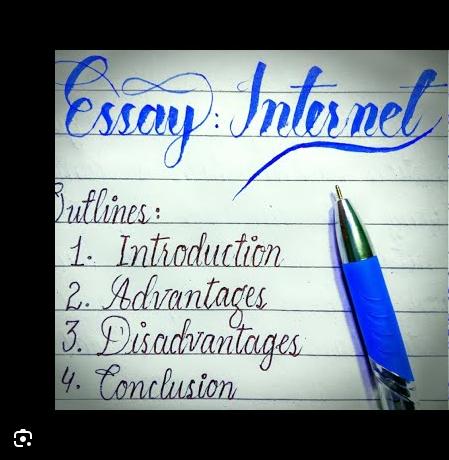 Essay: Internet
Outlines:
1. Introduction
2. Advantages
3. Disadvantages
4. Conclusion